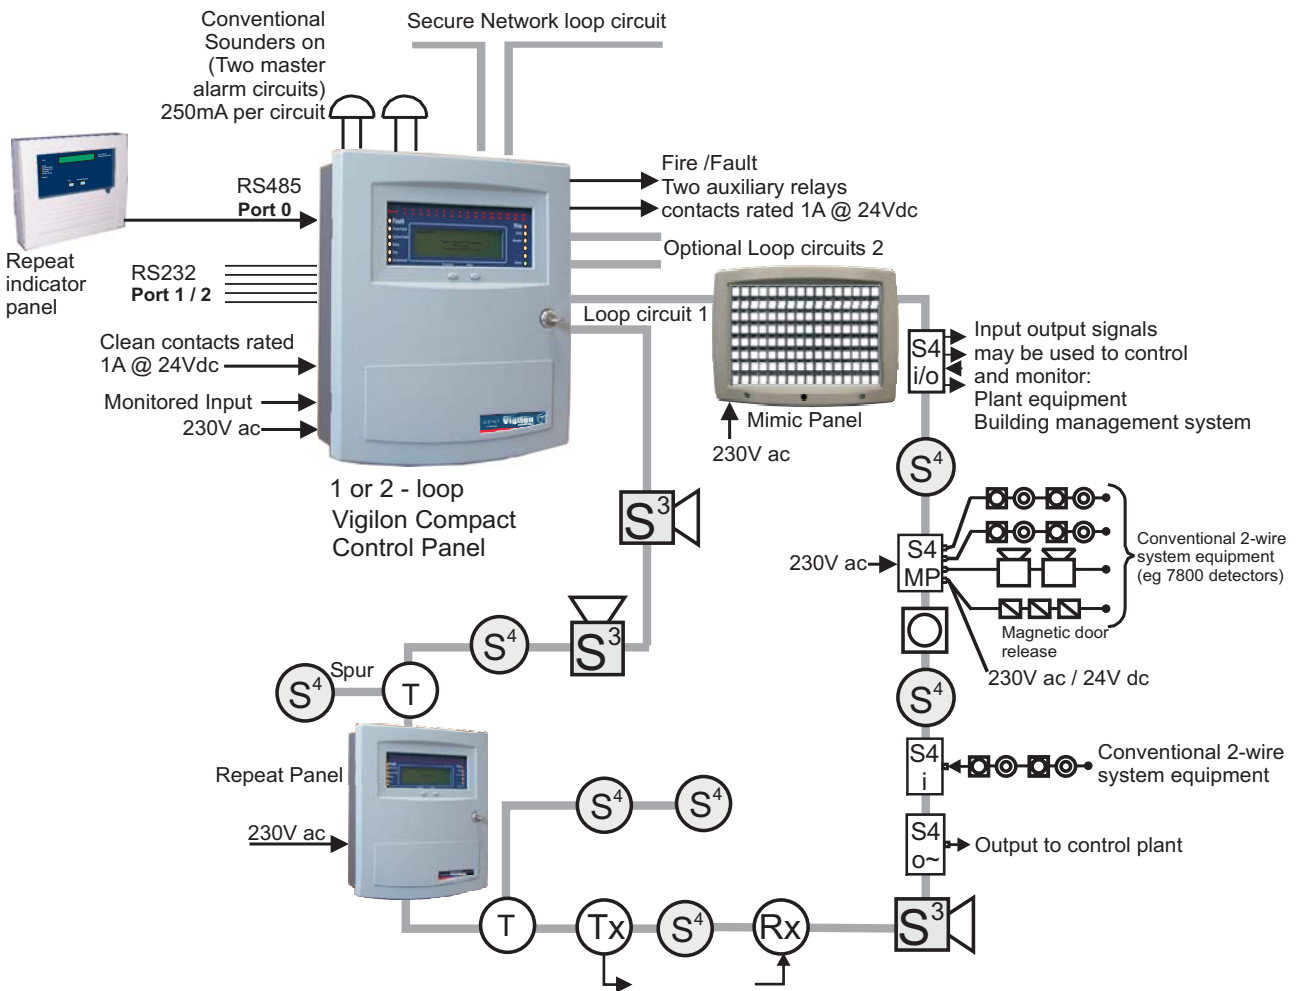 Conventional
Sounders on
(Two master
alarm circuits)
250mA per circuit
Secure Network loop circuit
RS485
Port 0
Repeat
indicator
panel
RS232
Port 1 / 2
Clean contacts rated
1A @ 24Vdc
Monitored Input
230V ac
Fire /Fault
Two auxiliary relays
contacts rated 1A @ 24Vdc
Optional Loop circuits 2
Loop circuit 1
Fault
Fire
Vigilon
1 or 2 - loop
Vigilon Compact
Control Panel
Mimic Panel
230V ac
S4
i/o
Input output signals
may be used to control
and monitor:
Plant equipment
Building management system
S4
S3
230V ac
S4
MP
Conventional 2-wire
system equipment
(eg 7800 detectors)
Magnetic door
release
230V ac / 24V dc
S4
S3
S4
Spur
S4
T
S4
i
Conventional 2-wire
system equipment
Repeat Panel
230V ac
S4
S4
S4
o~
Output to control plant
T
Tx
S4
Rx
S3